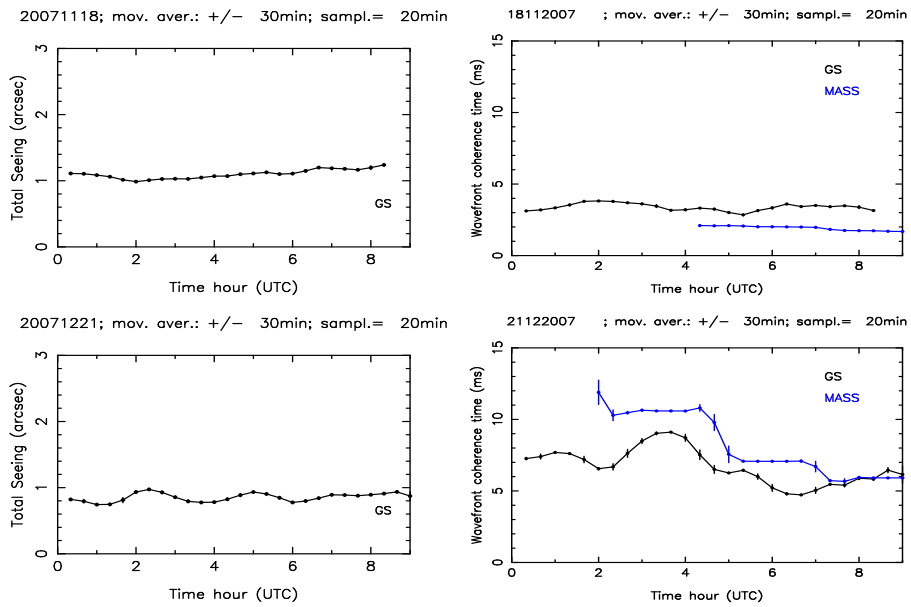 20071118; mov. aver.: +/− 30min; sampl.= 20min
Total Seeing (arcsec)
3
2
1
0
GS
0 2 4 6 8
Time hour (UTC)
18112007 ; mov. aver.: +/− 30min; sampl.= 20min
Wavefront coherence time (ms)
15
10
5
0
GS
MASS
0 2 4 6 8
Time hour (UTC)
20071221; mov. aver.: +/− 30min; sampl.= 20min
Total Seeing (arcsec)
3
2
1
0
GS
0 2 4 6 8
Time hour (UTC)
21122007 ; mov. aver.: +/− 30min; sampl.= 20min
Wavefront coherence time (ms)
15
10
5
0
GS
MASS
0 2 4 6 8
Time hour (UTC)